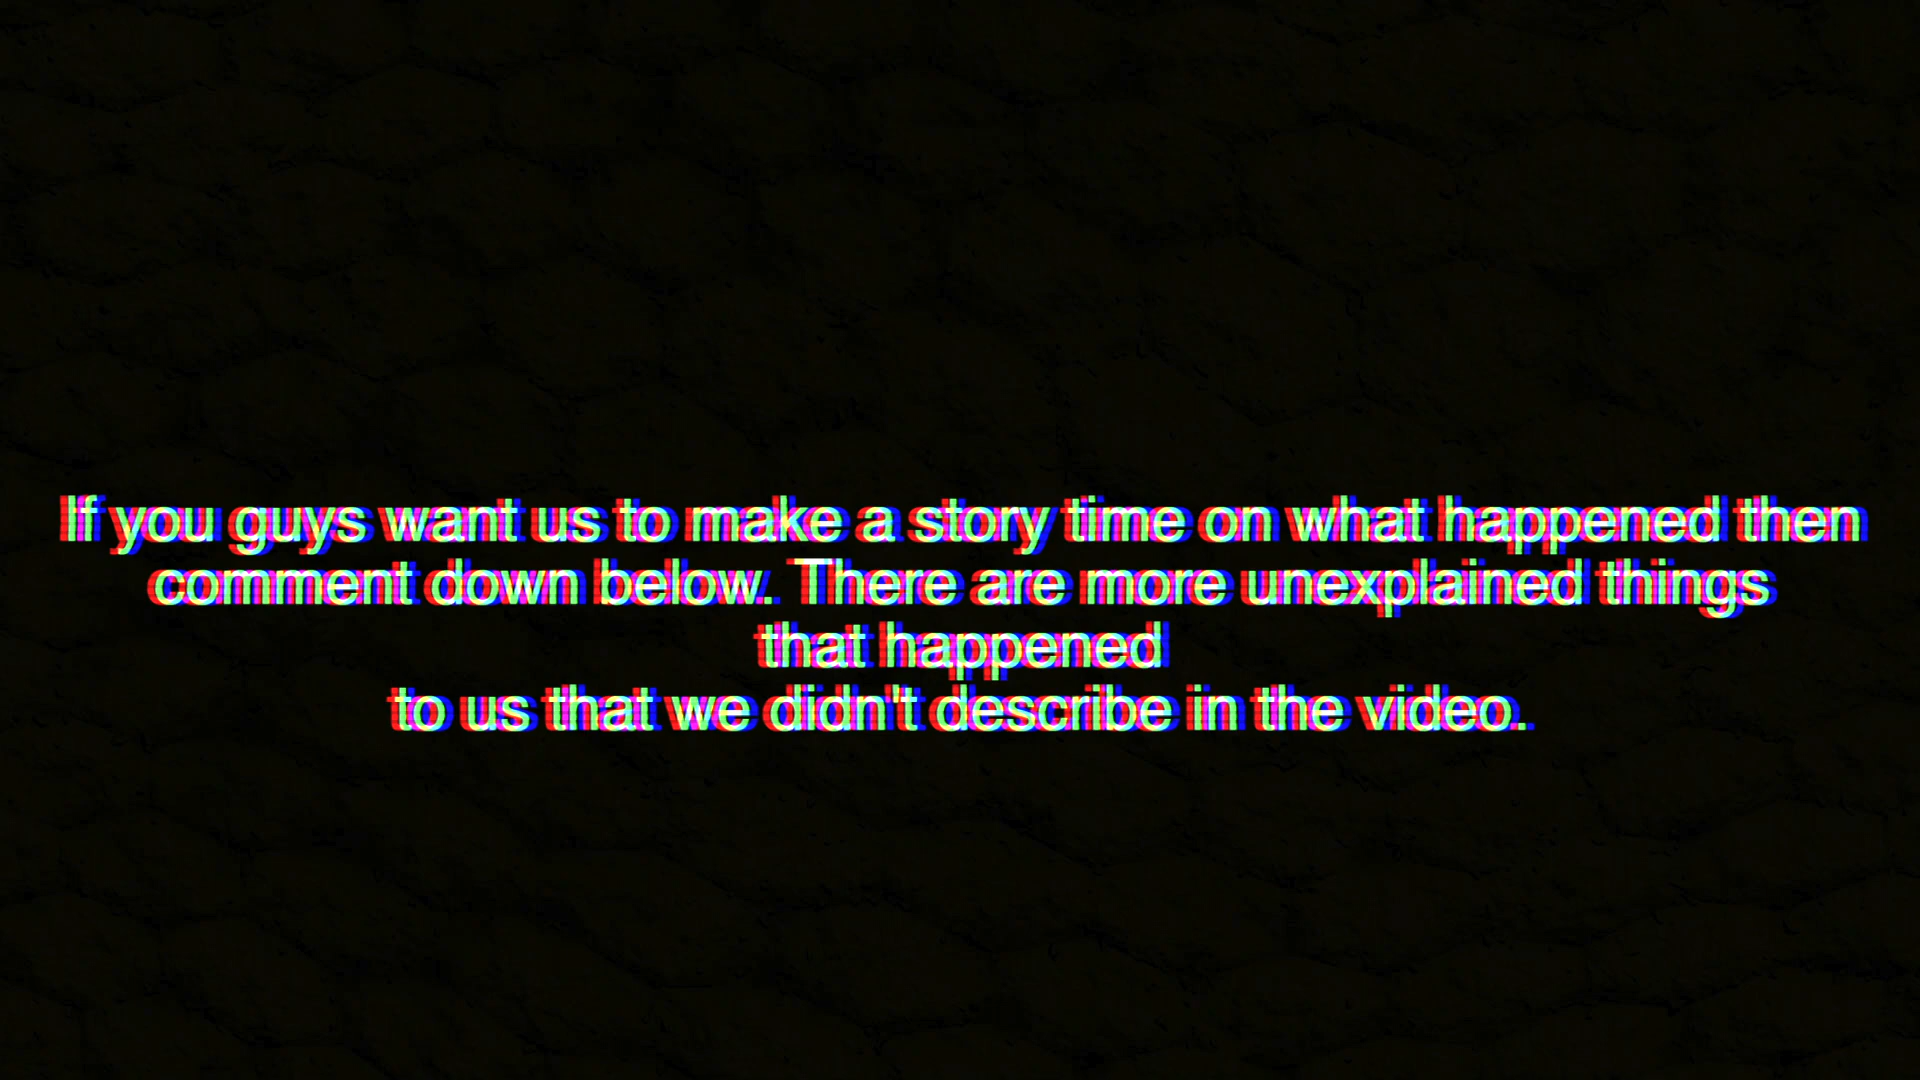 If you guys want us to make a story time on what happened then
comment down below. There are more unexplained things
that happened
to us that we didn't describe in the video.